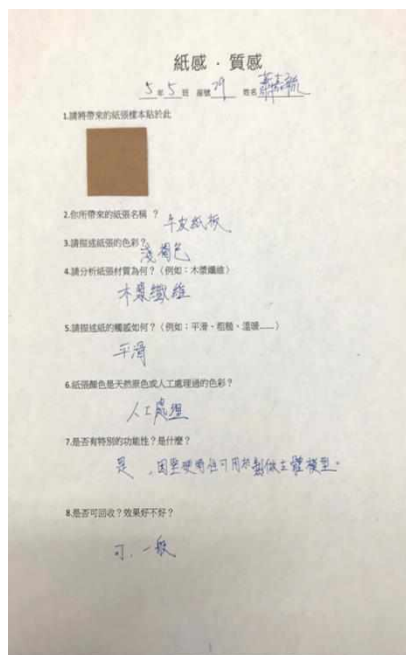 紙感．質感
5年5班 座號29 姓名
1.請將帶來的紙張樣本貼於此
2.你所帶來的紙張名稱 ？ 牛皮紙板
3.請描述紙張的色彩？ 淺褐色
4.請分析紙張材質為何？（例如：木漿纖維）
木漿纖維
5.請描述紙的觸感如何？（例如：平滑、粗糙、溫暖……）
平滑
6.紙張顏色是天然原色或人工處理過的色彩？
人工處理
7.是否有特別的功能性？是什麼？
是，因堅硬可用於製做立體模型。
8.是否可回收？效果好不好？
可，一般